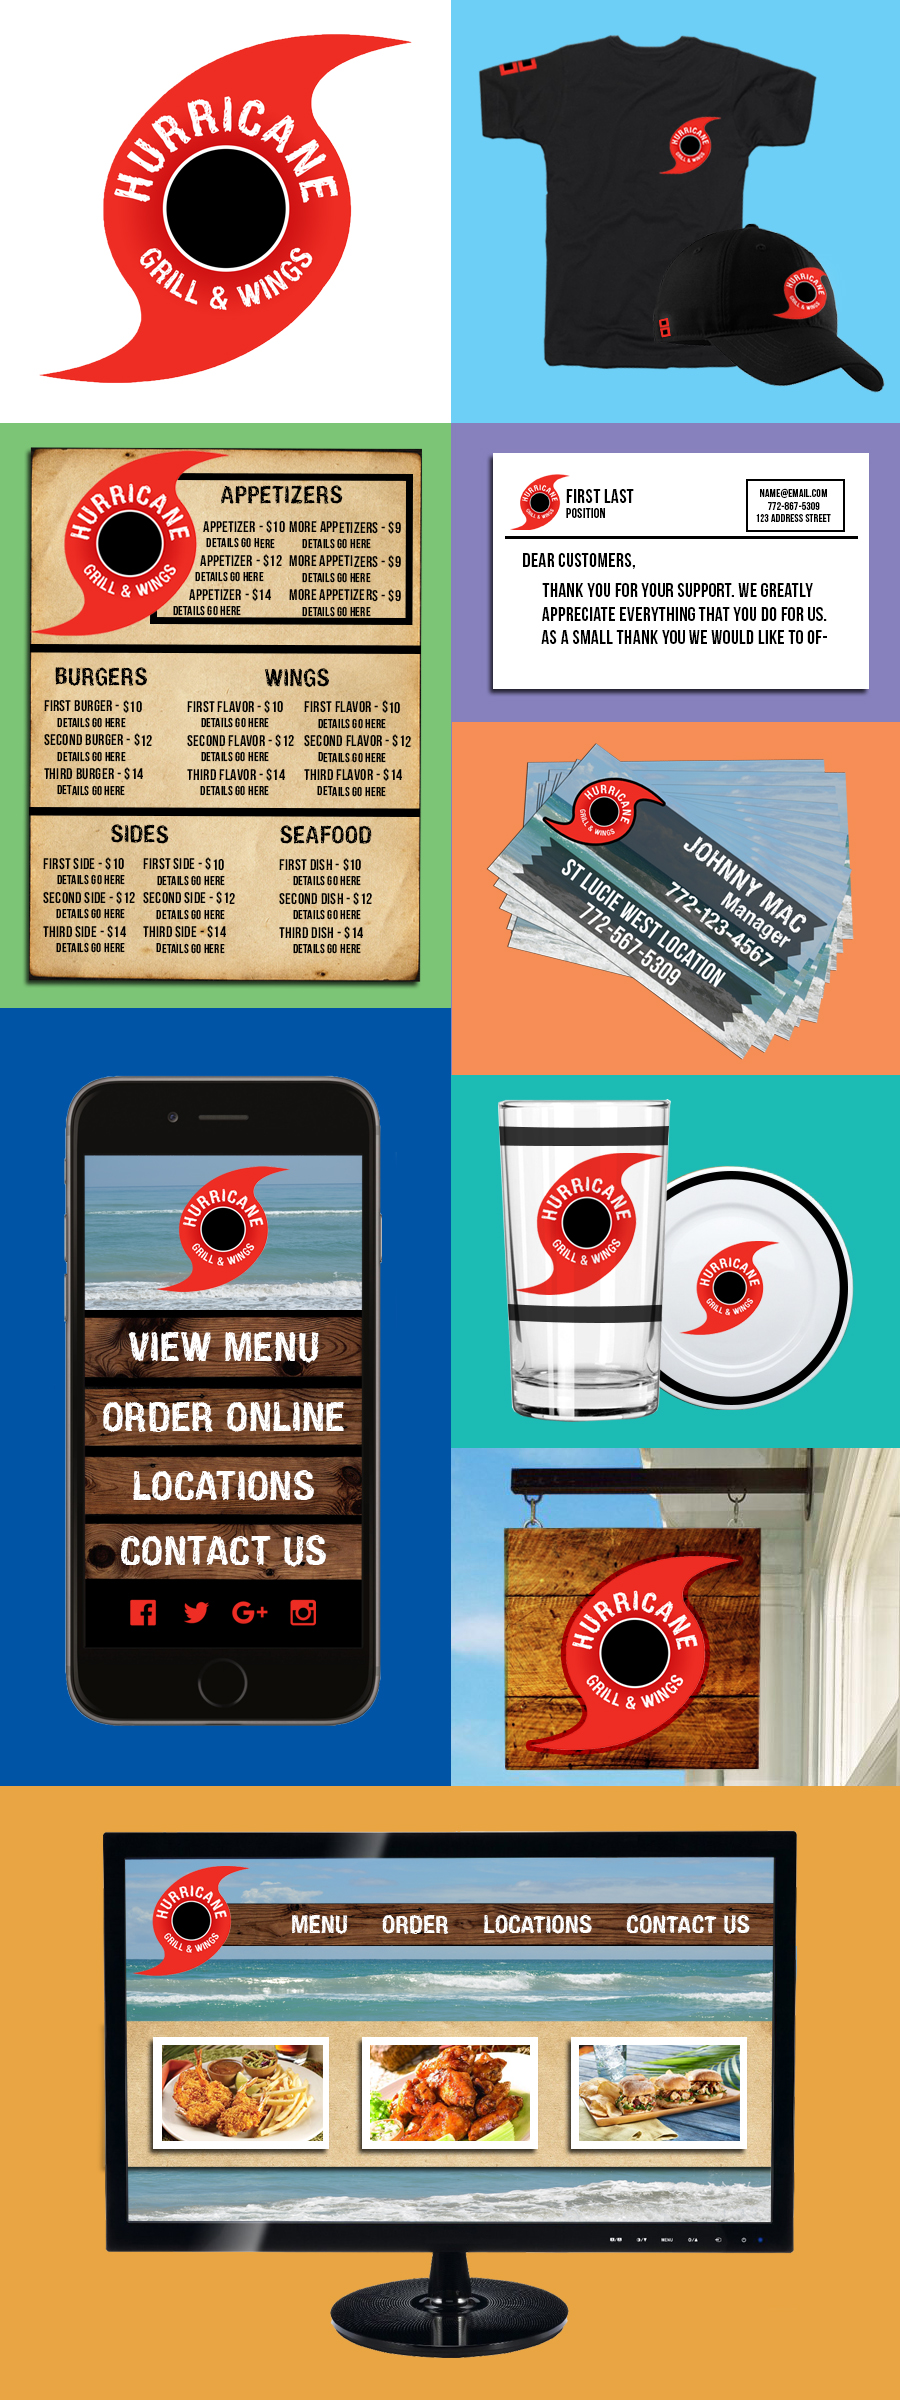 HURRICANE
GRILL & WINGS
HURRICANE
GRILL & WINGS
HURRICANE
GRILL & WINGS
HURRICANE
GRILL & WINGS
APPETIZERS
APPETIZER - $10 MORE APPETIZERS - $9
DETAILS GO HERE DETAILS GO HERE
APPETIZER - $12 MORE APPETIZERS - $9
DETAILS GO HERE DETAILS GO HERE
APPETIZER - $14 MORE APPETIZERS - $9
DETAILS GO HERE DETAILS GO HERE
BURGERS WINGS
FIRST BURGER - $10 FIRST FLAVOR - $10 FIRST FLAVOR - $10
DETAILS GO HERE DETAILS GO HERE DETAILS GO HERE
SECOND BURGER - $12 SECOND FLAVOR - $12 SECOND FLAVOR - $12
DETAILS GO HERE DETAILS GO HERE DETAILS GO HERE
THIRD BURGER - $14 THIRD FLAVOR - $14 THIRD FLAVOR - $14
DETAILS GO HERE DETAILS GO HERE DETAILS GO HERE
SIDES SEAFOOD
FIRST SIDE - $10 FIRST SIDE - $10 FIRST DISH - $10
DETAILS GO HERE DETAILS GO HERE DETAILS GO HERE
SECOND SIDE - $12 SECOND SIDE - $12 SECOND DISH - $12
DETAILS GO HERE DETAILS GO HERE DETAILS GO HERE
THIRD SIDE - $14 THIRD SIDE - $14 THIRD DISH - $14
DETAILS GO HERE DETAILS GO HERE DETAILS GO HERE
HURRICANE
GRILL & WINGS
FIRST LAST
POSITION
NAME@EMAIL.COM
772-867-5309
123 ADDRESS STREET
DEAR CUSTOMERS,
THANK YOU FOR YOUR SUPPORT. WE GREATLY
APPRECIATE EVERYTHING THAT YOU DO FOR US.
AS A SMALL THANK YOU WE WOULD LIKE TO OF-
HURRICANE
GRILL & WINGS
JOHNNY MAC
Manager
772-123-4567
ST LUCIE WEST LOCATION
772-567-5309
HURRICANE
GRILL & WINGS
VIEW MENU
ORDER ONLINE
LOCATIONS
CONTACT US
G+
HURRICANE
GRILL & WINGS
HURRICANE
GRILL & WINGS
HURRICANE
GRILL & WINGS
HURRICANE
GRILL & WINGS
MENU ORDER LOCATIONS CONTACT US
MENU